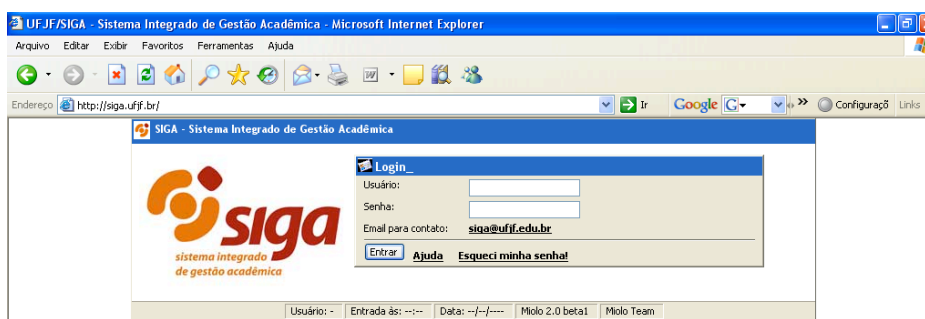 UFJF/SIGA - Sistema Integrado de Gestão Acadêmica - Microsoft Internet Explorer
Arquivo Editar Exibir Favoritos Ferramentas Ajuda
Endereço http://siga.ufjf.br/ Ir Google G Configuraçõ Links
SIGA - Sistema Integrado de Gestão Acadêmica
Login_
Usuário:
Senha:
Email para contato: siga@ufjf.edu.br
Entrar Ajuda Esqueci minha senha!
siga
sistema integrado
de gestão acadêmica
Usuário: - Entrada às: --:-- Data: --/--/---- Miolo 2.0 beta1 Miolo Team